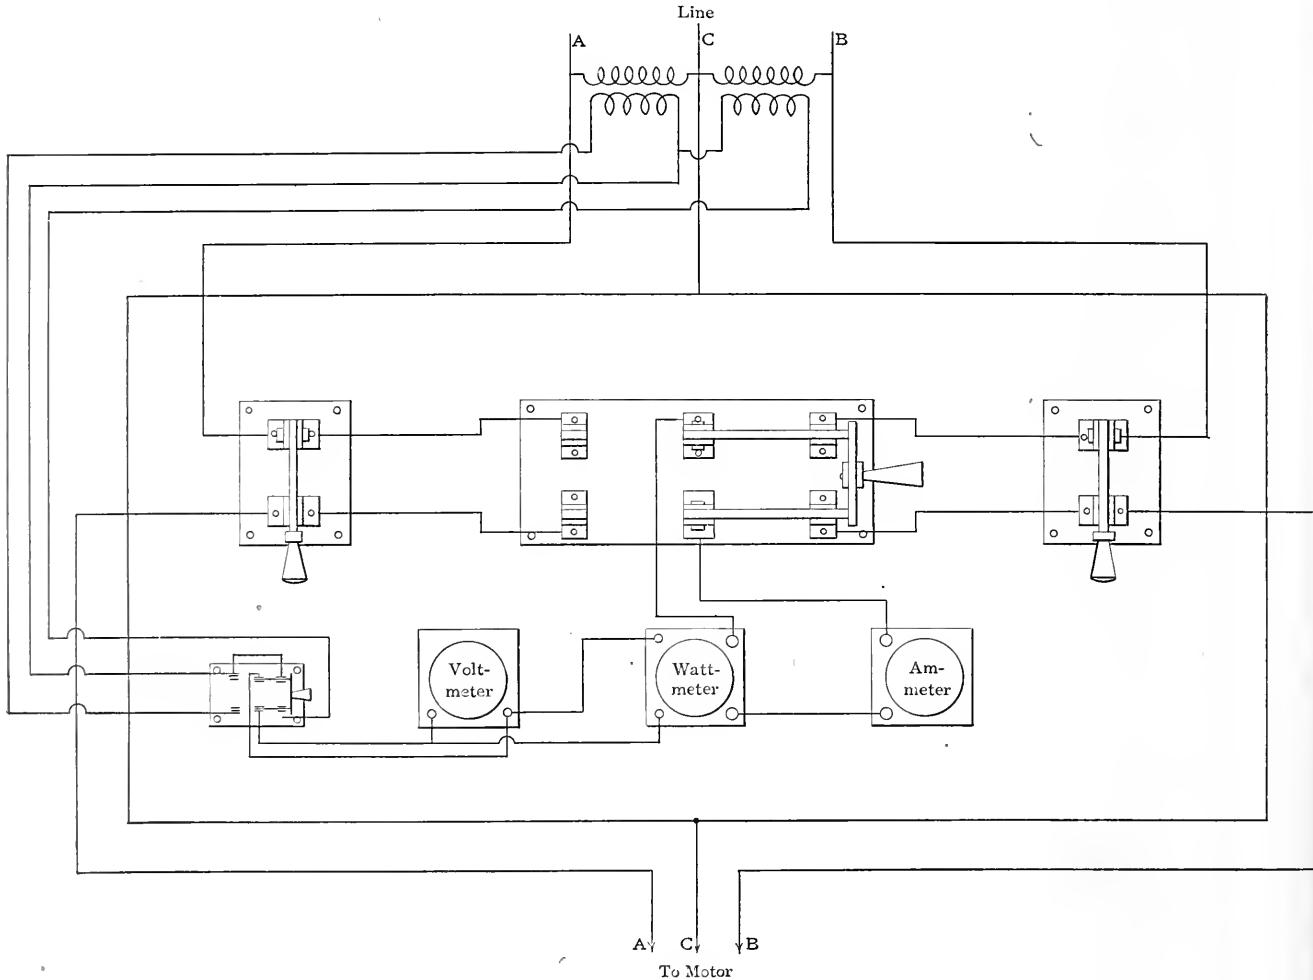 Line
A
C
B
Volt-
meter
Watt-
meter
Am-
meter
A
C
B
To Motor